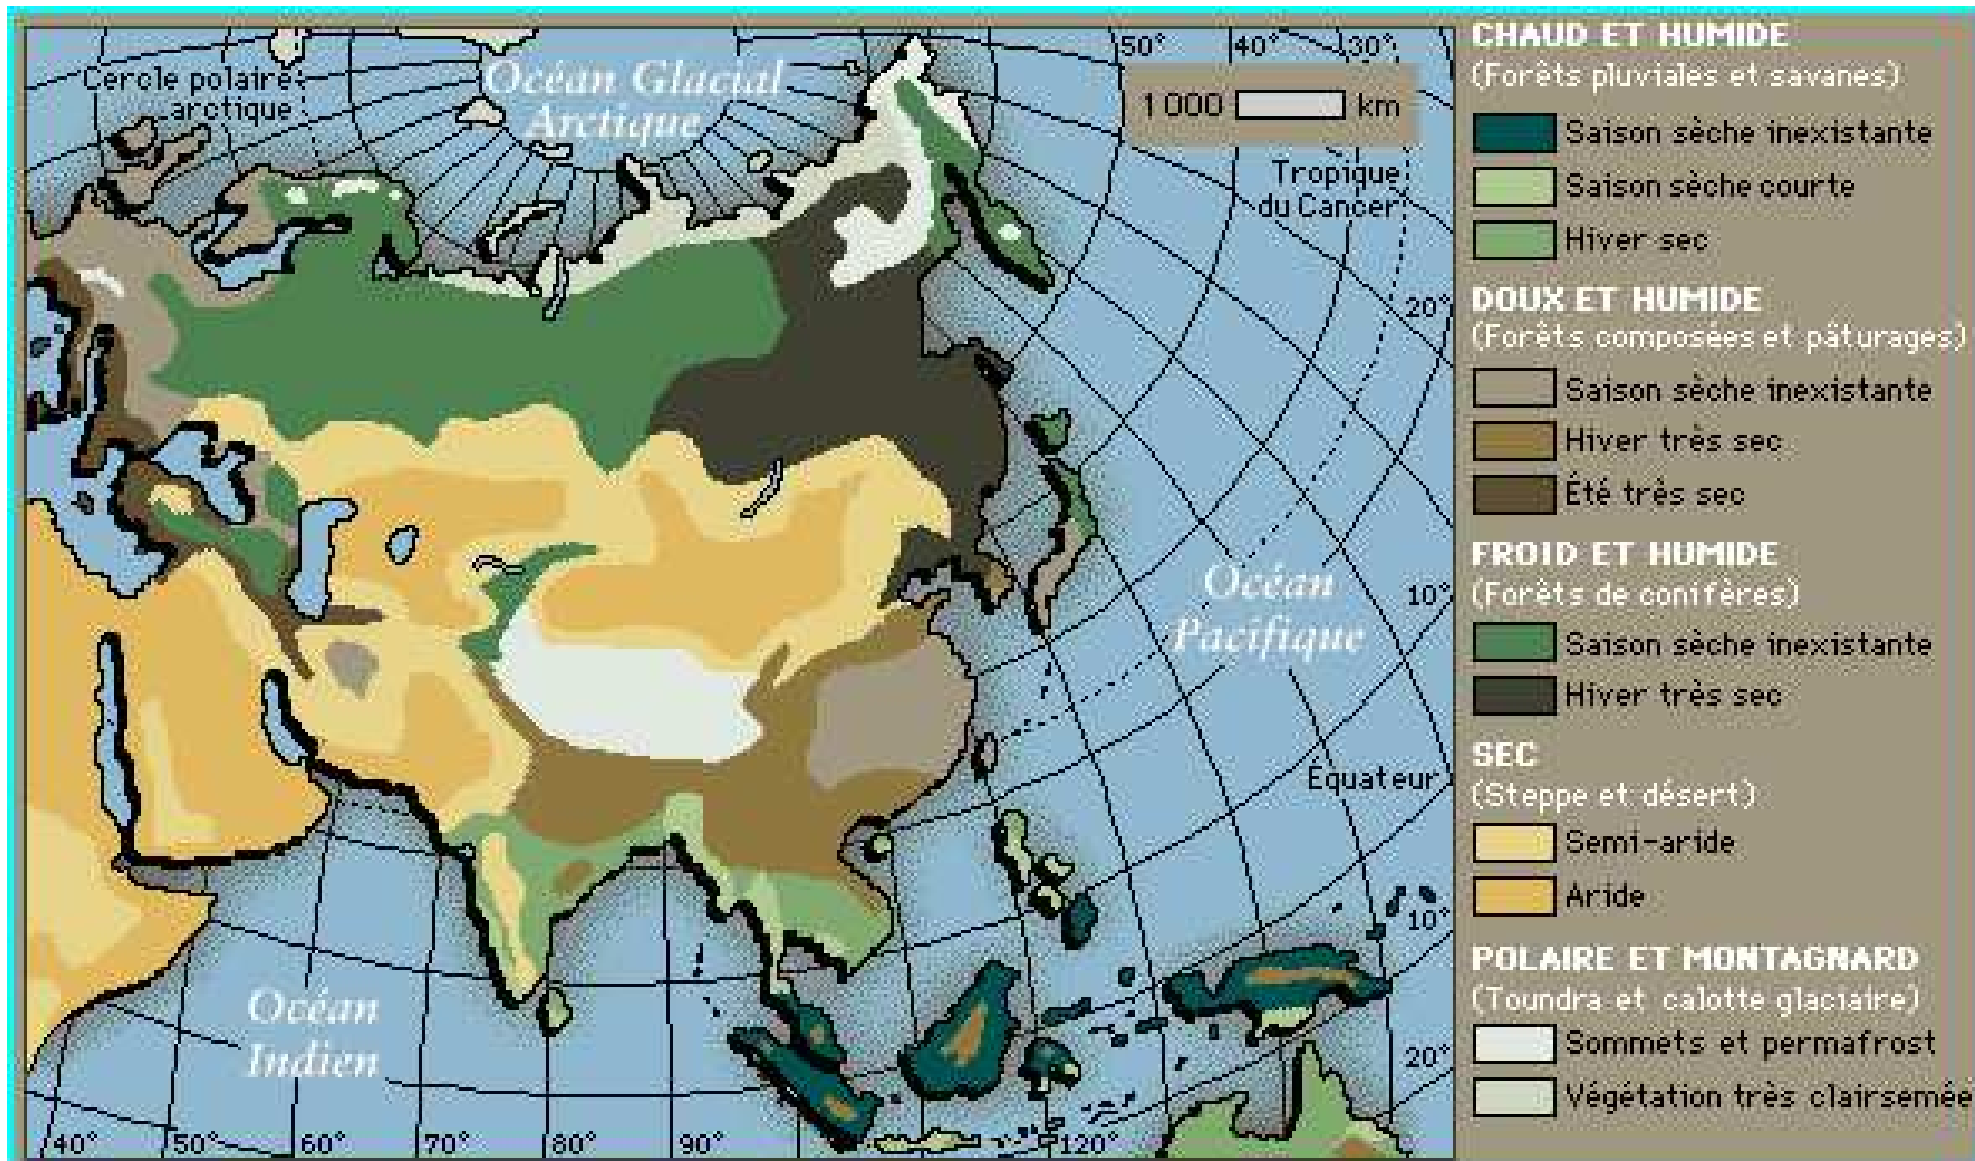 Cercle polaire
arctique
Océan Glacial
Arctique
50° 40° 30°
1000 km
Tropique
du Cancer
20°
10°
Océan
Pacifique
Équateur
10°
20°
Océan
Indien
40° 50° 60° 70° 80° 90° 120°
CHAUD ET HUMIDE
(Forêts pluviales et savanes)
Saison sèche inexistante
Saison sèche courte
Hiver sec
DOUX ET HUMIDE
(Forêts composées et pâturages)
Saison sèche inexistante
Hiver très sec
Été très sec
FROID ET HUMIDE
(Forêts de conifères)
Saison sèche inexistante
Hiver très sec
SEC
(Steppe et désert)
Semi-aride
Aride
POLAIRE ET MONTAGNARD
(Toundra et calotte glaciaire)
Sommets et permafrost
Végétation très clairsemée